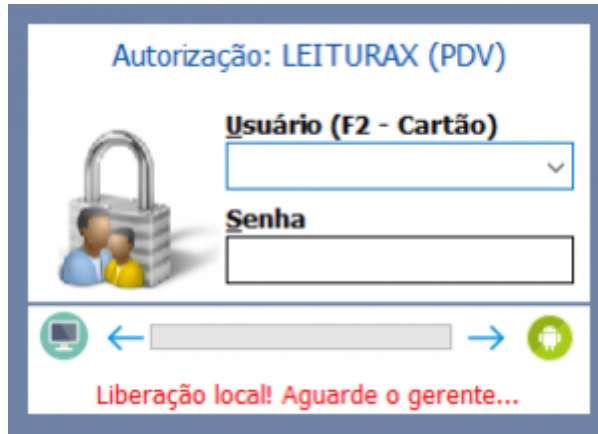 Autorização: LEITURAX (PDV)
Usuário (F2 - Cartão)
Senha
Liberação local! Aguarde o gerente...